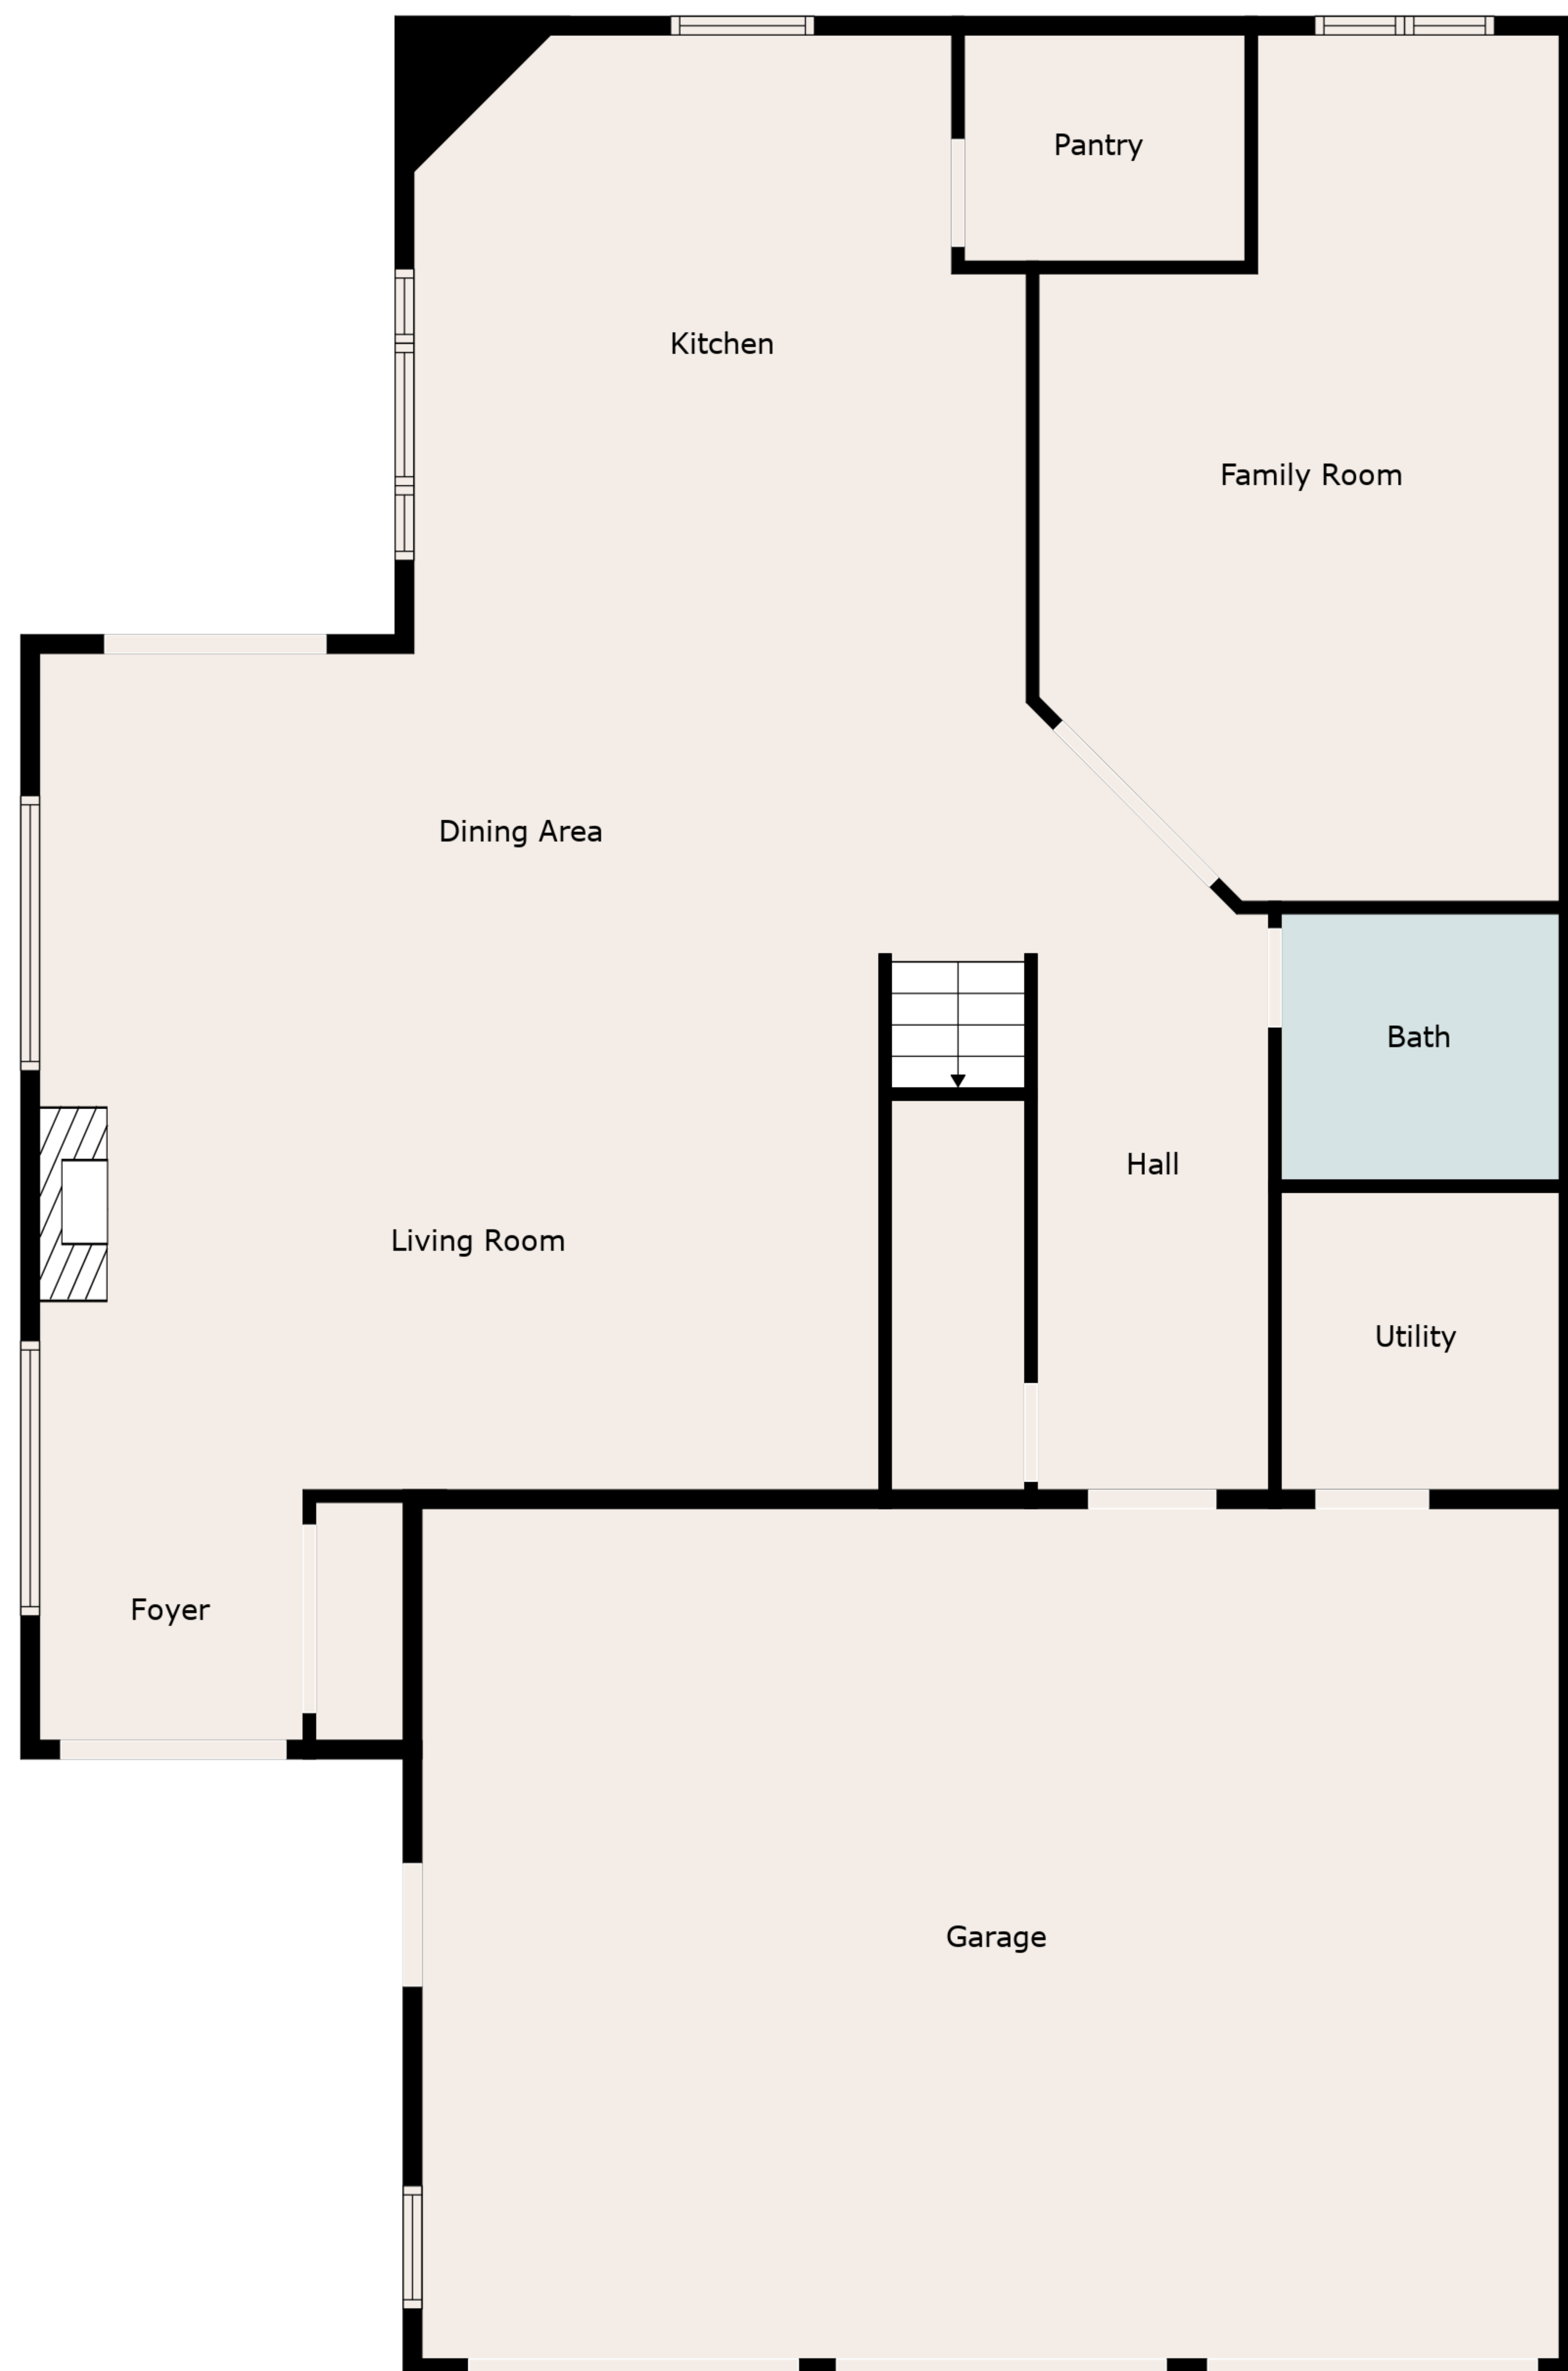 Pantry
Kitchen
Family Room
Dining Area
Bath
Hall
Living Room
Utility
Foyer
Garage